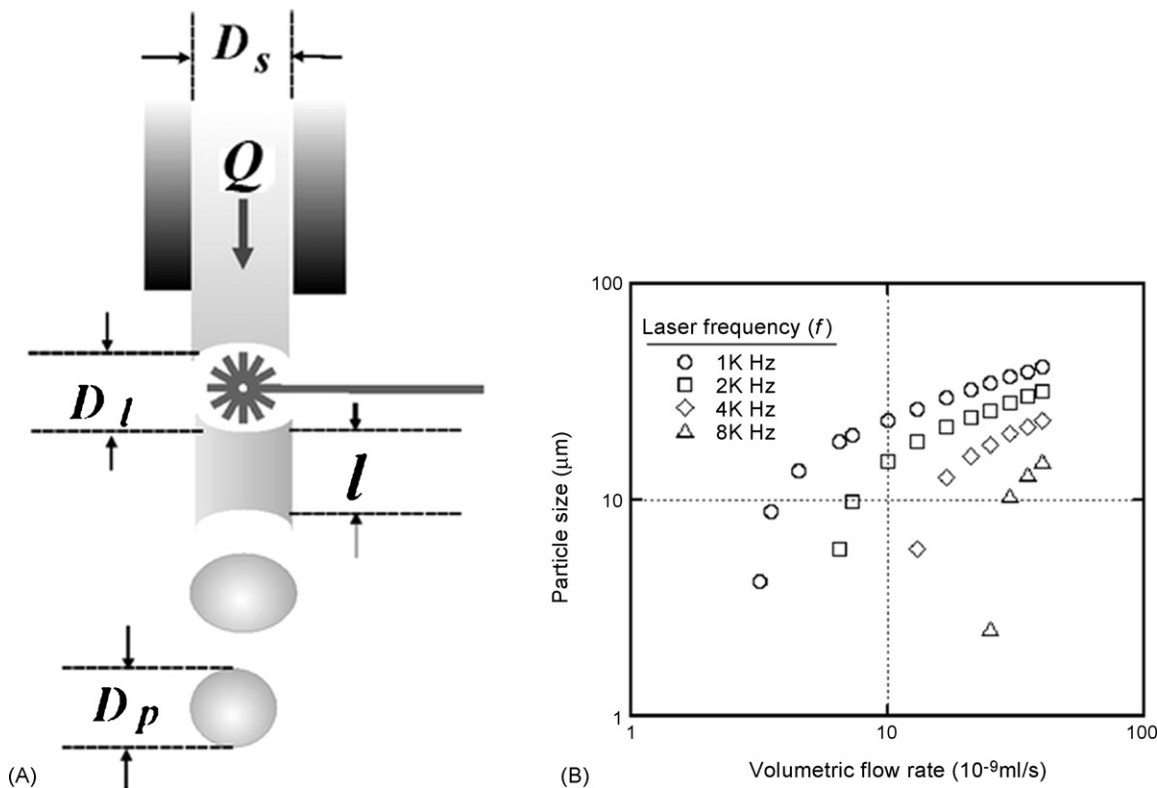 D s
Q
D l
l
D p
(A)
100
Laser frequency (f)
1K Hz
2K Hz
4K Hz
8K Hz
Particle size (μm)
10
1
1
10
100
Volumetric flow rate (10-9ml/s)
(B)